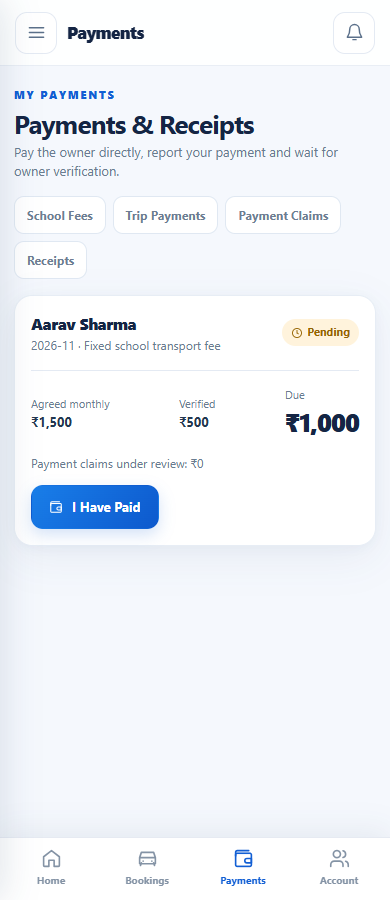 Payments
MY PAYMENTS
Payments & Receipts
Pay the owner directly, report your payment and wait for
owner verification.
School Fees
Trip Payments
Payment Claims
Receipts
Aarav Sharma
2026-11 · Fixed school transport fee
Pending
Agreed monthly
₹1,500
Verified
₹500
Due
₹1,000
Payment claims under review: ₹0
I Have Paid
Home
Bookings
Payments
Account